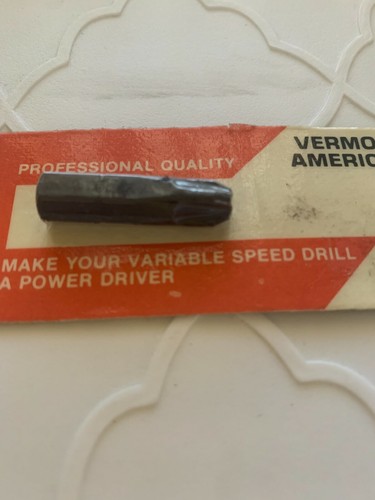 VERMO
AMERIC
PROFESSIONAL QUALITY
MAKE YOUR VARIABLE SPEED DRILL
A POWER DRIVER